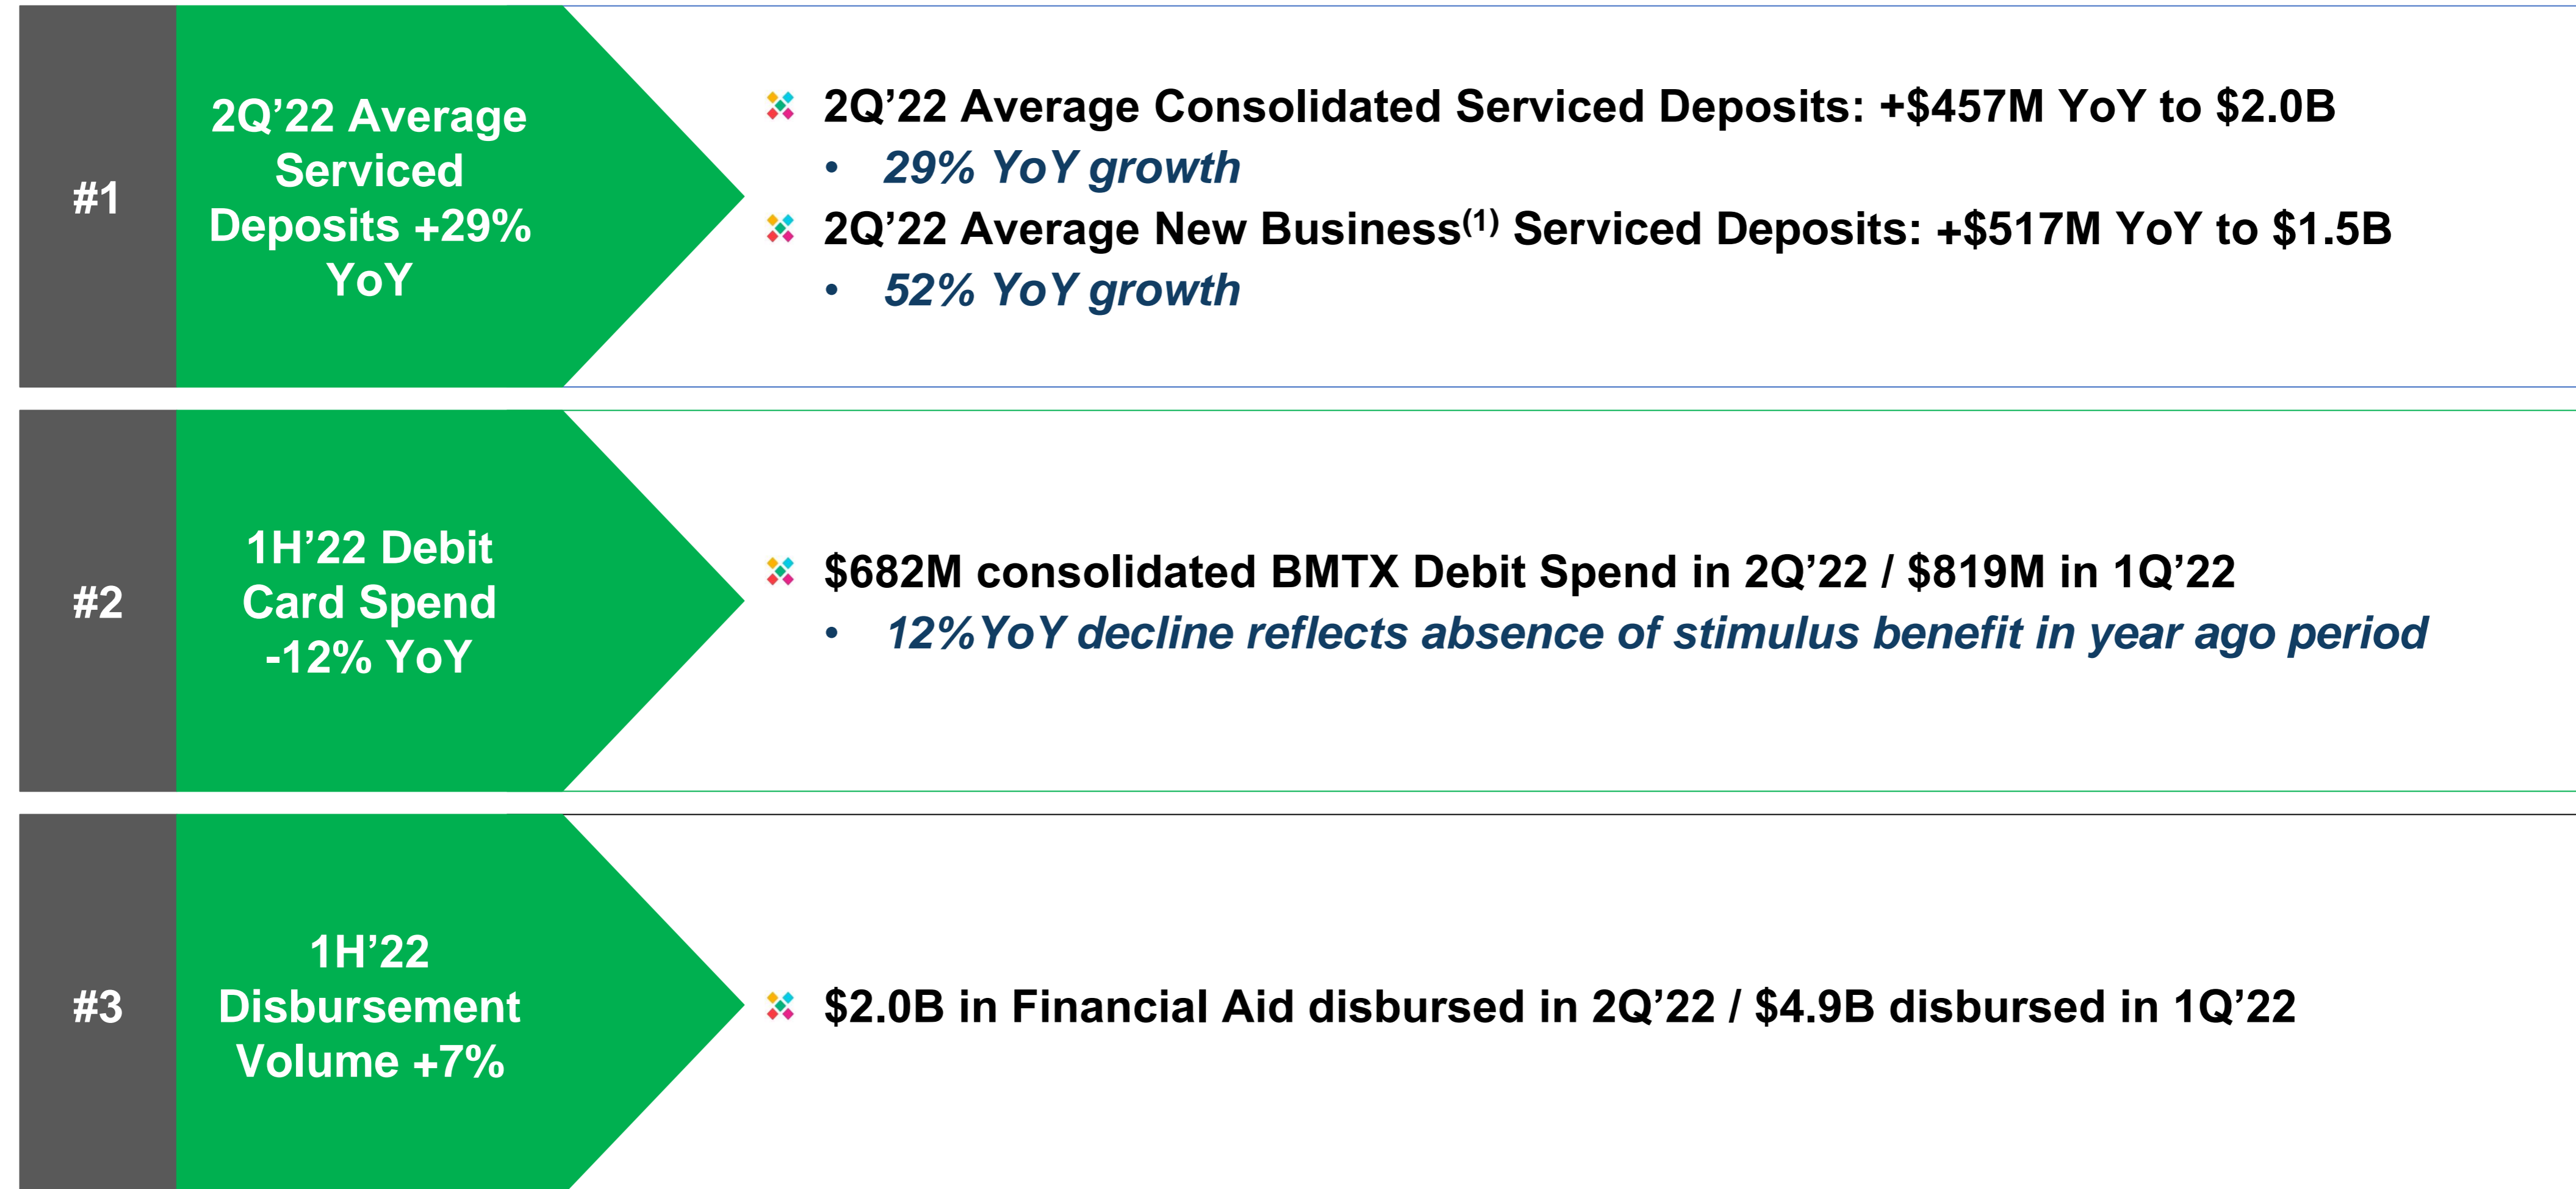 #1
2Q’22 Average
Serviced
Deposits +29%
YoY
2Q’22 Average Consolidated Serviced Deposits: +$457M YoY to $2.0B
• 29% YoY growth
2Q’22 Average New Business(1) Serviced Deposits: +$517M YoY to $1.5B
• 52% YoY growth
#2
1H’22 Debit
Card Spend
-12% YoY
$682M consolidated BMTX Debit Spend in 2Q’22 / $819M in 1Q’22
• 12%YoY decline reflects absence of stimulus benefit in year ago period
#3
1H’22
Disbursement
Volume +7%
$2.0B in Financial Aid disbursed in 2Q’22 / $4.9B disbursed in 1Q’22